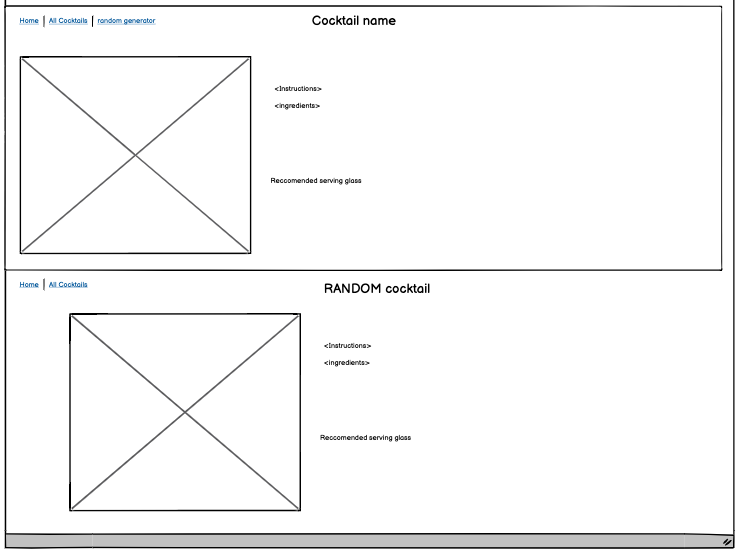 Home | All Cocktails | random generator
Cocktail name
<Instructions>
<ingredients>
Reccomended serving glass
Home | All Cocktails
RANDOM cocktail
<Instructions>
<ingredients>
Reccomended serving glass